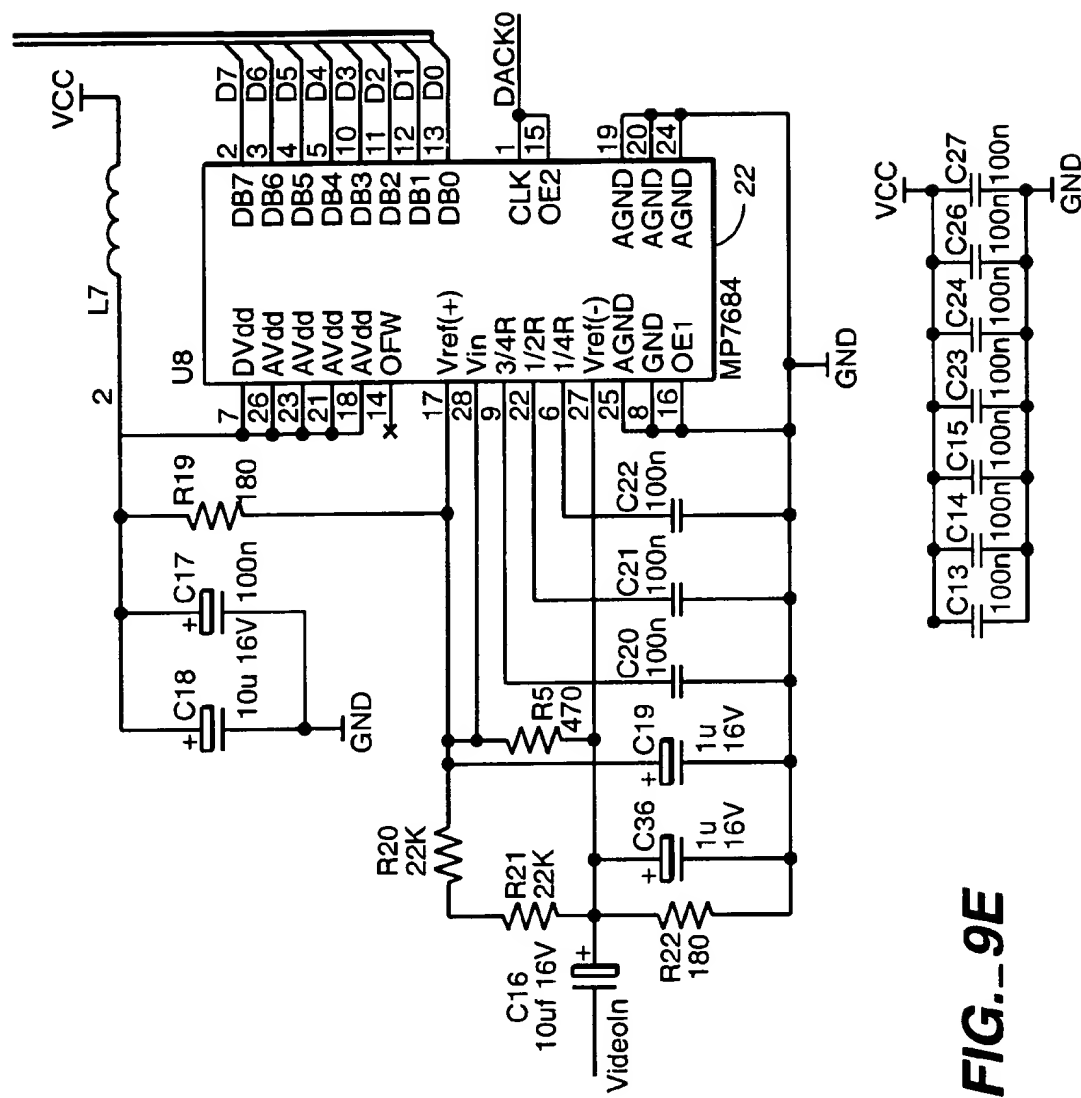 VCC
L7
2
U8
7 DVdd DB7 2 D7
26 AVdd DB6 3 D6
23 AVdd DB5 4 D5
21 AVdd DB4 5 D4
18 AVdd DB3 10 D3
14 OFW DB2 11 D2
DB1 12 D1
17 Vref(+) DB0 13 D0
28 Vin
9 3/4R CLK 1 DACK0
22 1/2R OE2 15
6 1/4R
27 Vref(-) AGND 19
25 AGND AGND 20
8 GND AGND 24
16 OE1
MP7684
22
C18
10u 16V
C17
100n
R19
180
GND
R20
22K
R21
22K
R5
470
C16
10uf 16V
VideoIn
R22
180
C36
1u
16V
C19
1u
16V
C20
100n
C21
100n
C22
100n
GND
VCC
C13 C14 C15 C23 C24 C26 C27
100n 100n 100n 100n 100n 100n 100n
GND
FIG._9E